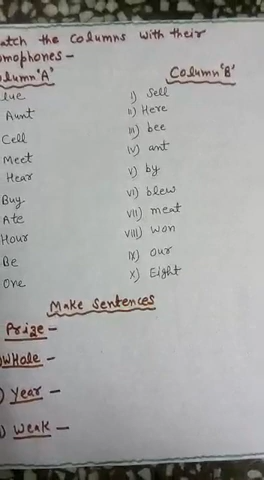 atch the Columns with their
omophones -
olumn 'A' Column 'B'
lue i) Sell
Aunt ii) Here
Cell iii) bee
Meet iv) ant
Hear v) by
Buy vi) blew
Ate vii) meat
Hour viii) won
Be ix) our
One x) Eight
Make Sentences
Prize -
) Whole -
) Year -
) Weak -